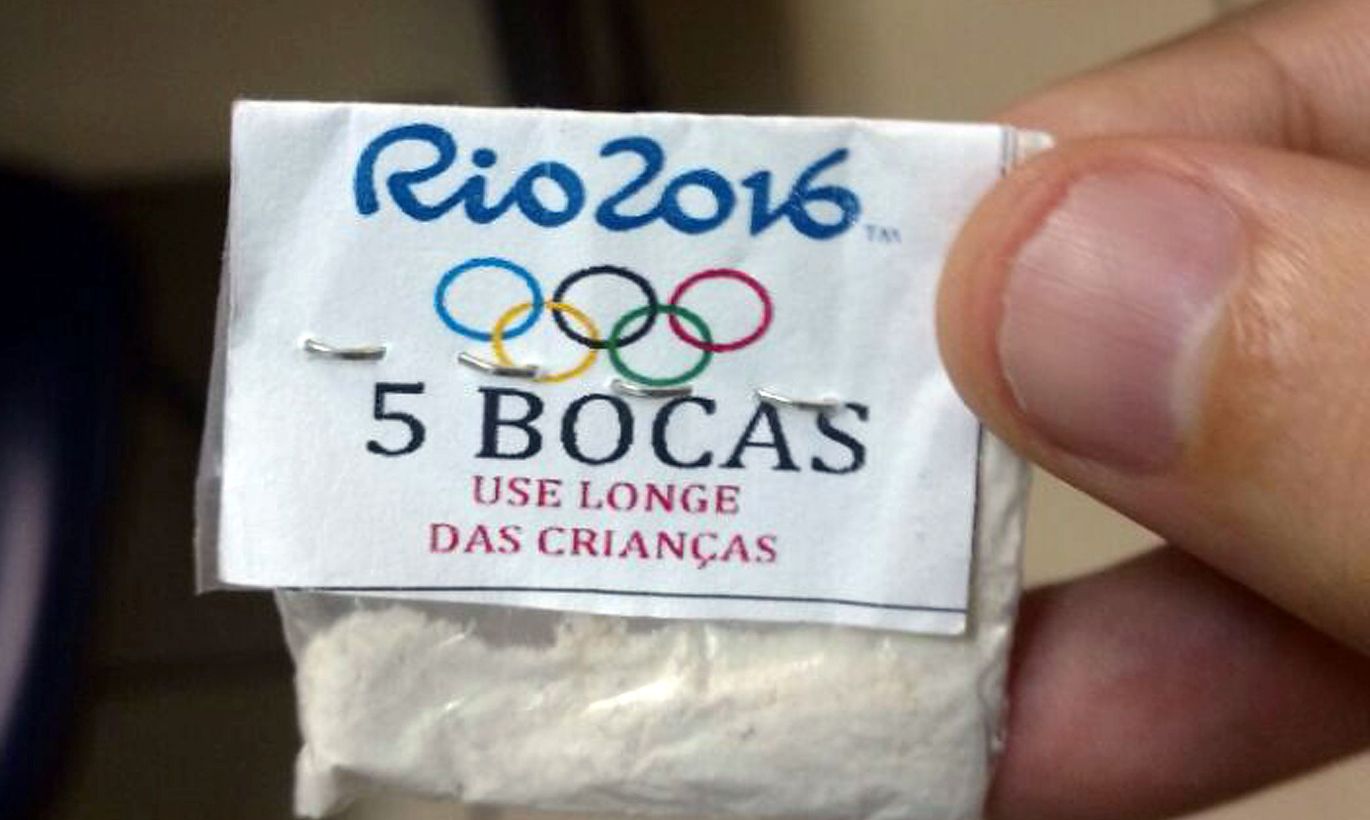 Rio2016
TM
5 BOCAS
USE LONGE
DAS CRIANÇAS